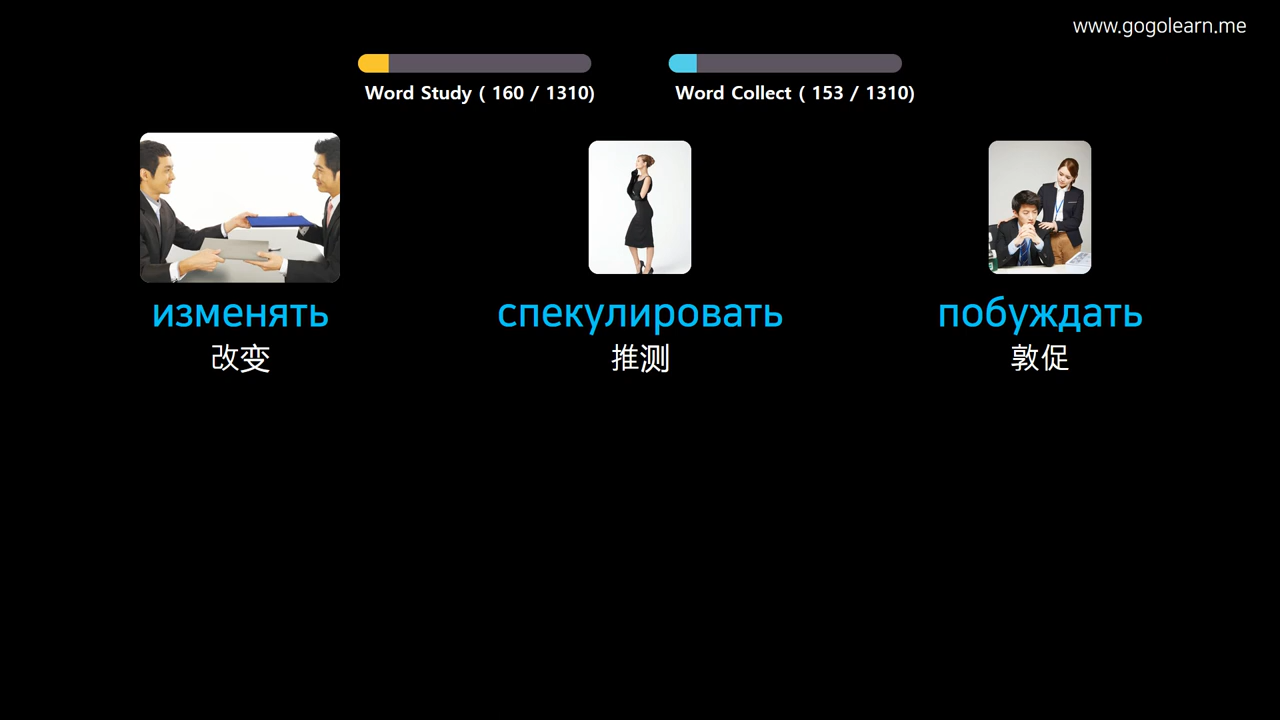 www.gogolearn.me
Word Study ( 160 / 1310)
Word Collect ( 153 / 1310)
изменять
спекулировать
побуждать
改变
推测
敦促